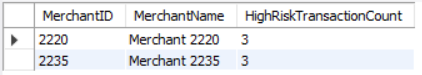 MerchantID MerchantName HighRiskTransactionCount
2220 Merchant 2220 3
2235 Merchant 2235 3